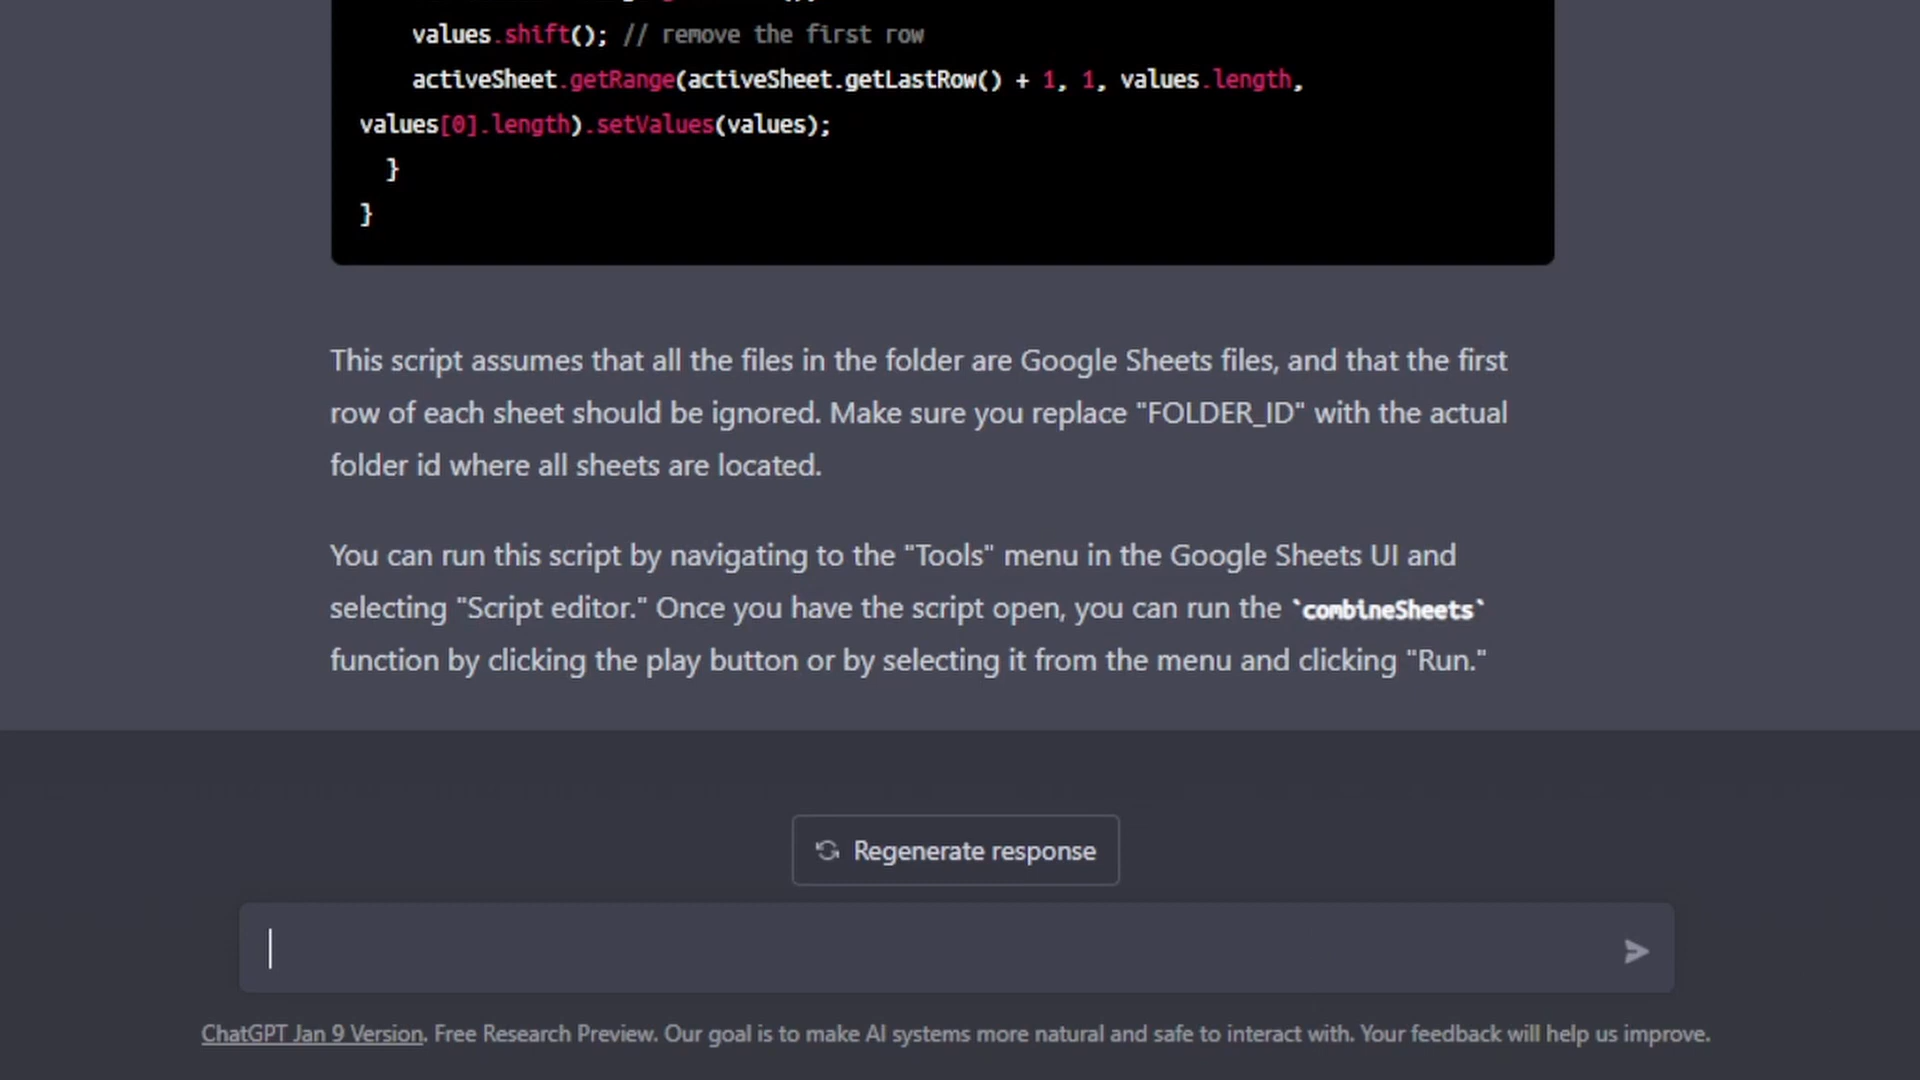 values.shift(); // remove the first row
activeSheet.getRange(activeSheet.getLastRow() + 1, 1, values.length,
values[0].length).setValues(values);
}
}
This script assumes that all the files in the folder are Google Sheets files, and that the first
row of each sheet should be ignored. Make sure you replace "FOLDER_ID" with the actual
folder id where all sheets are located.
You can run this script by navigating to the "Tools" menu in the Google Sheets UI and
selecting "Script editor." Once you have the script open, you can run the `combineSheets`
function by clicking the play button or by selecting it from the menu and clicking "Run."
Regenerate response
ChatGPT Jan 9 Version. Free Research Preview. Our goal is to make AI systems more natural and safe to interact with. Your feedback will help us improve.